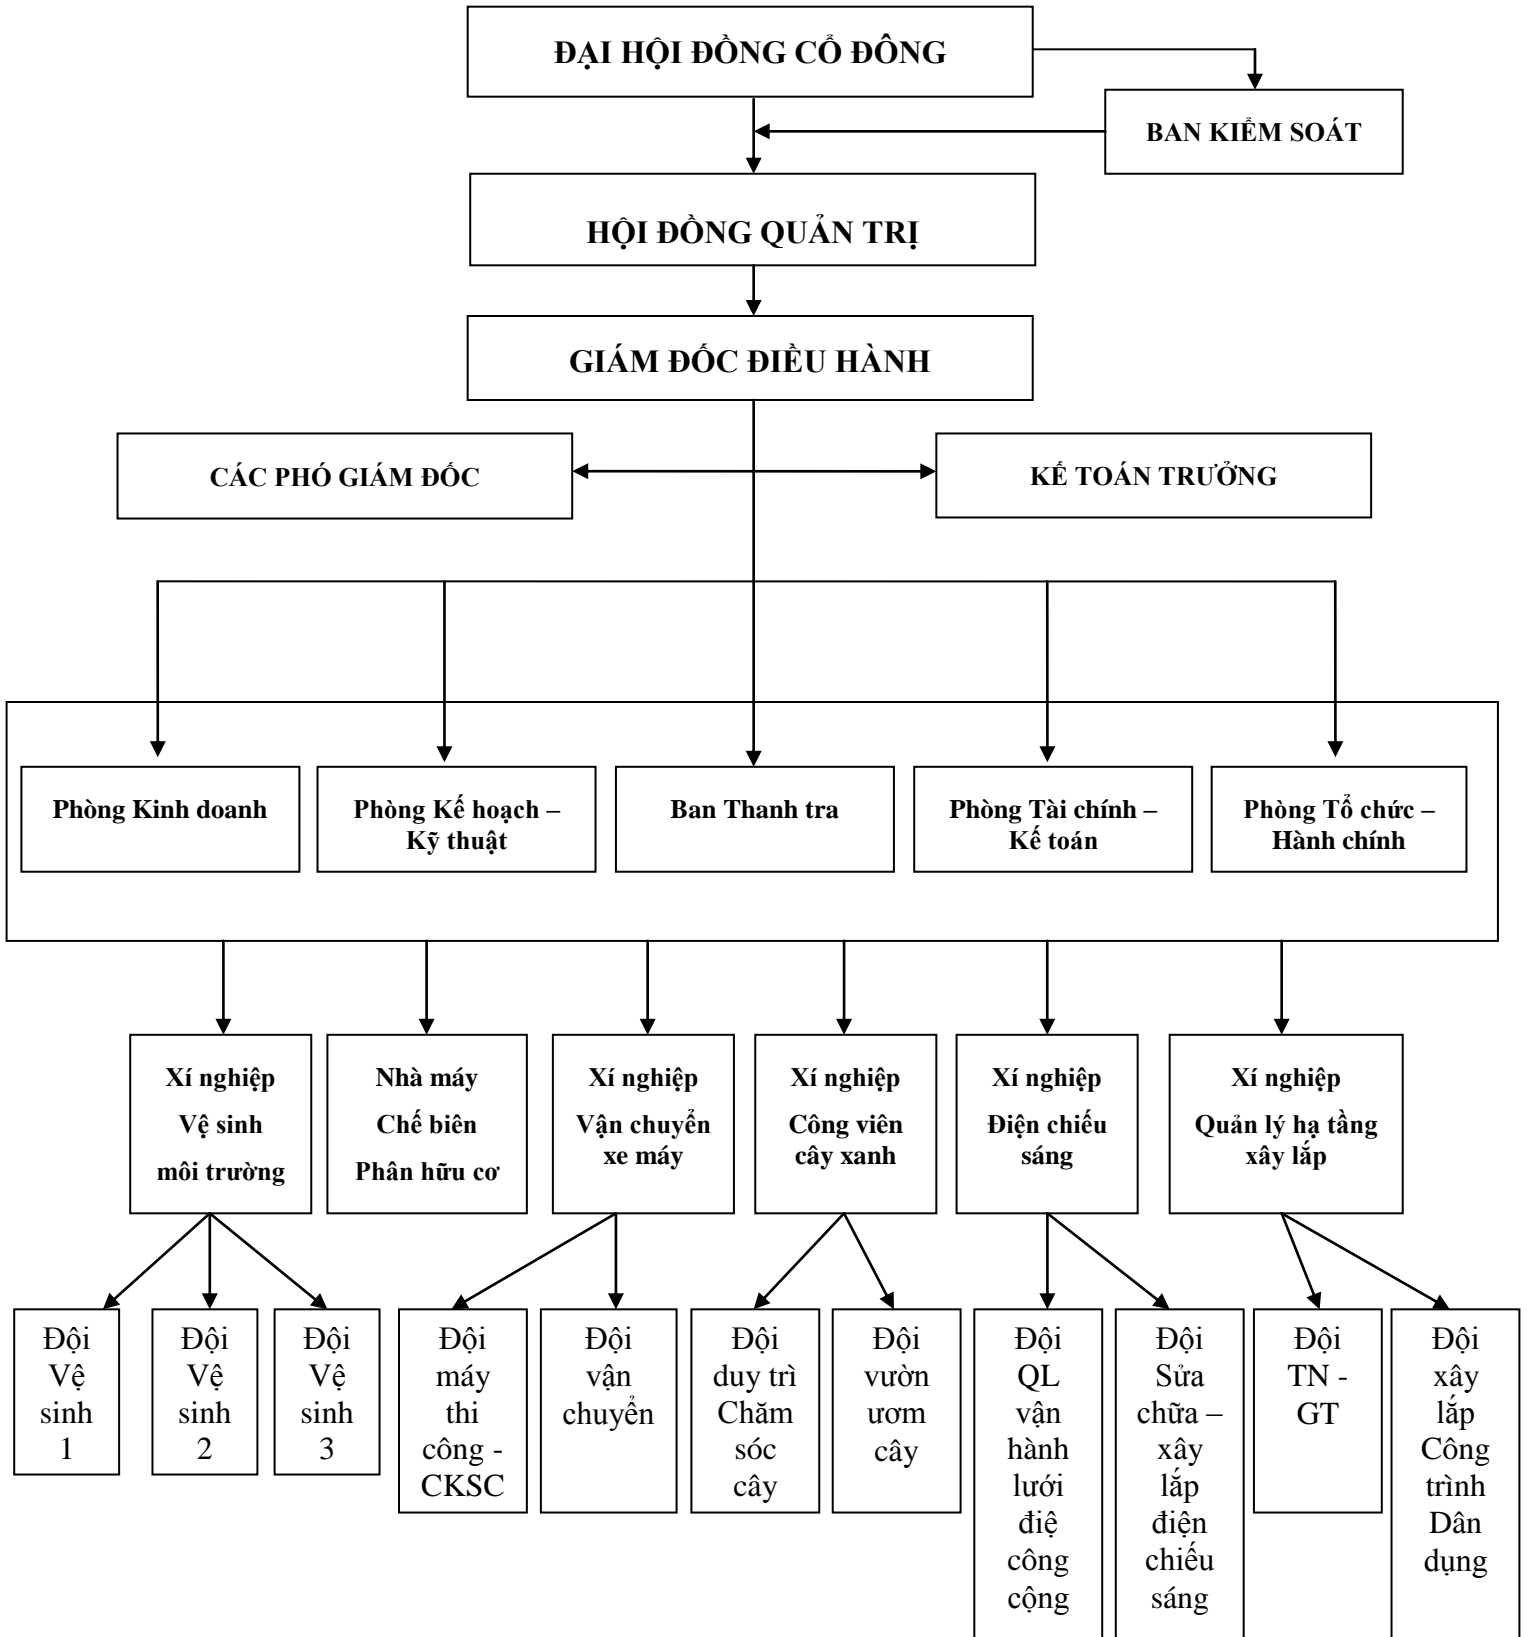 ĐẠI HỘI ĐỒNG CỔ ĐÔNG
BAN KIỂM SOÁT
HỘI ĐỒNG QUẢN TRỊ
GIÁM ĐỐC ĐIỀU HÀNH
CÁC PHÓ GIÁM ĐỐC
KẾ TOÁN TRƯỞNG
Phòng Kinh doanh
Phòng Kế hoạch –
Kỹ thuật
Ban Thanh tra
Phòng Tài chính –
Kế toán
Phòng Tổ chức –
Hành chính
Xí nghiệp
Vệ sinh
môi trường
Nhà máy
Chế biên
Phân hữu cơ
Xí nghiệp
Vận chuyển
xe máy
Xí nghiệp
Công viên
cây xanh
Xí nghiệp
Điện chiếu
sáng
Xí nghiệp
Quản lý hạ tầng
xây lắp
Đội
Vệ
sinh
1
Đội
Vệ
sinh
2
Đội
Vệ
sinh
3
Đội
máy
thi
công -
CKSC
Đội
vận
chuyển
Đội
duy trì
Chăm
sóc
cây
Đội
vườn
ươm
cây
Đội
QL
vận
hành
lưới
điệ
công
cộng
Đội
Sửa
chữa –
xây
lắp
điện
chiếu
sáng
Đội
TN -
GT
Đội
xây
lắp
Công
trình
Dân
dụng